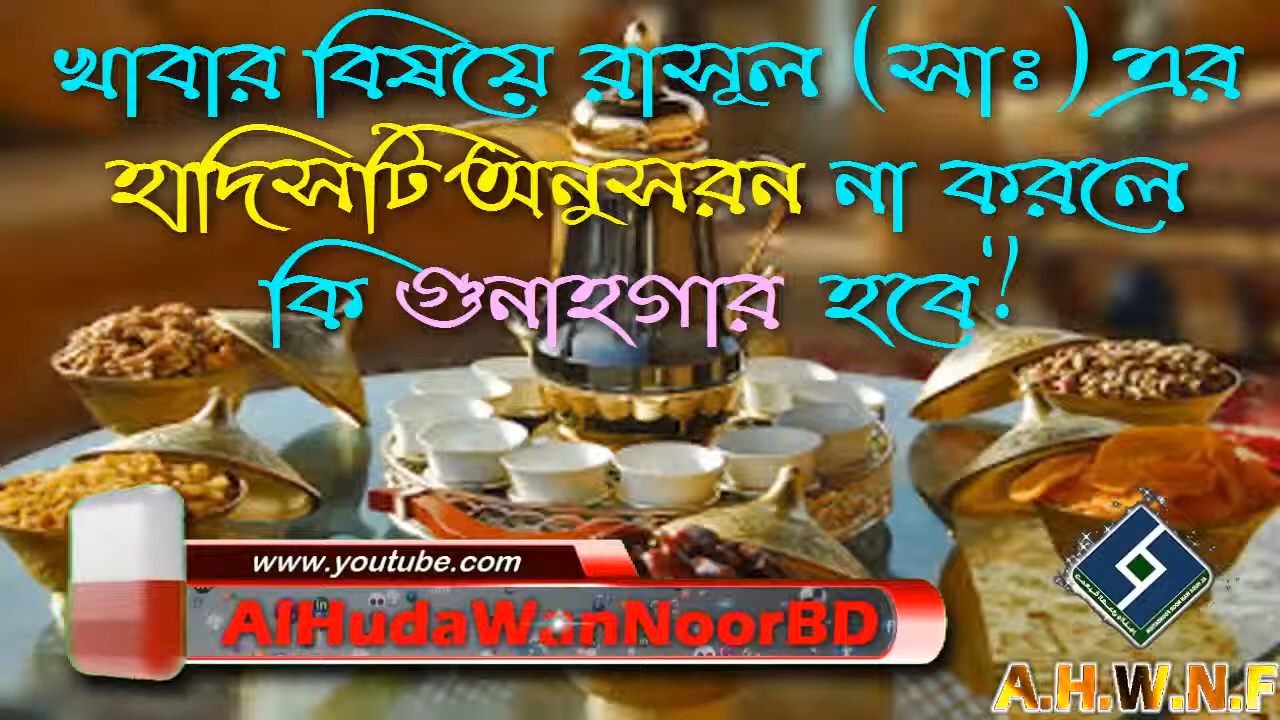 খাবার বিষয়ে রাসূল (সাঃ) এর
হাদিসটি অনুসরন না করলে
কি গুনাহগার হবে!
www.youtube.com
AlHudaWanNoorBD
A.H.W.N.F